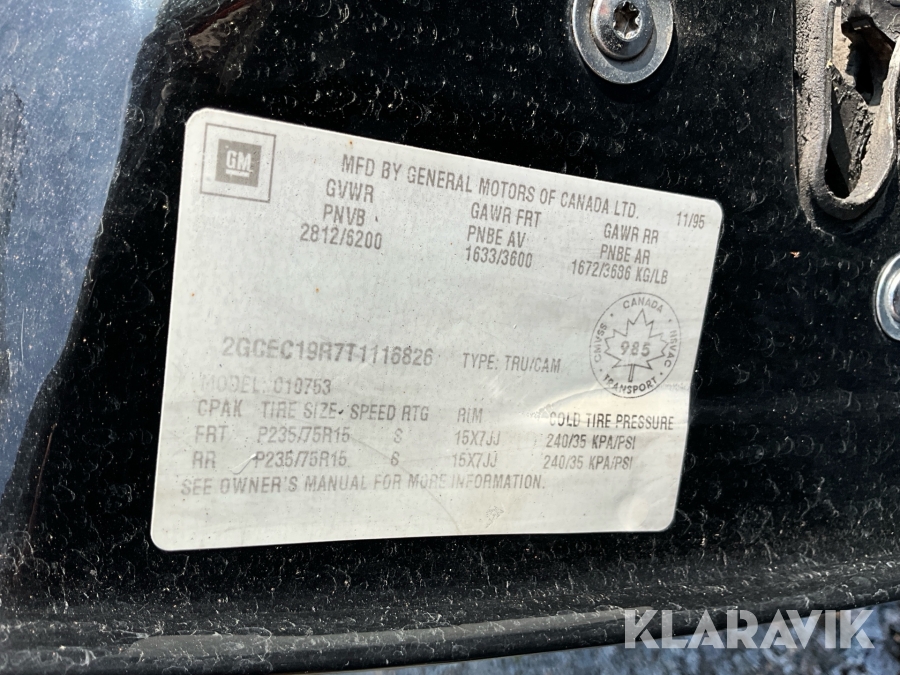 GM
MFD BY GENERAL MOTORS OF CANADA LTD. 11/95
GVWR GAWR FRT GAWR RR
PNVB PNBE AV PNBE AR
2812/6200 1633/3600 1672/3686 KG/LB
CANADA
CMVSS 985 NSVAC
TRANSPORT
2GCEC19R7T1116826 TYPE: TRU/CAM
MODEL: C10753
CPAK TIRE SIZE SPEED RTG RIM COLD TIRE PRESSURE
FRT P235/75R15 S 15X7JJ 240/35 KPA/PSI
RR P235/75R15 S 15X7JJ 240/35 KPA/PSI
SEE OWNER'S MANUAL FOR MORE INFORMATION.
KLARAVIK